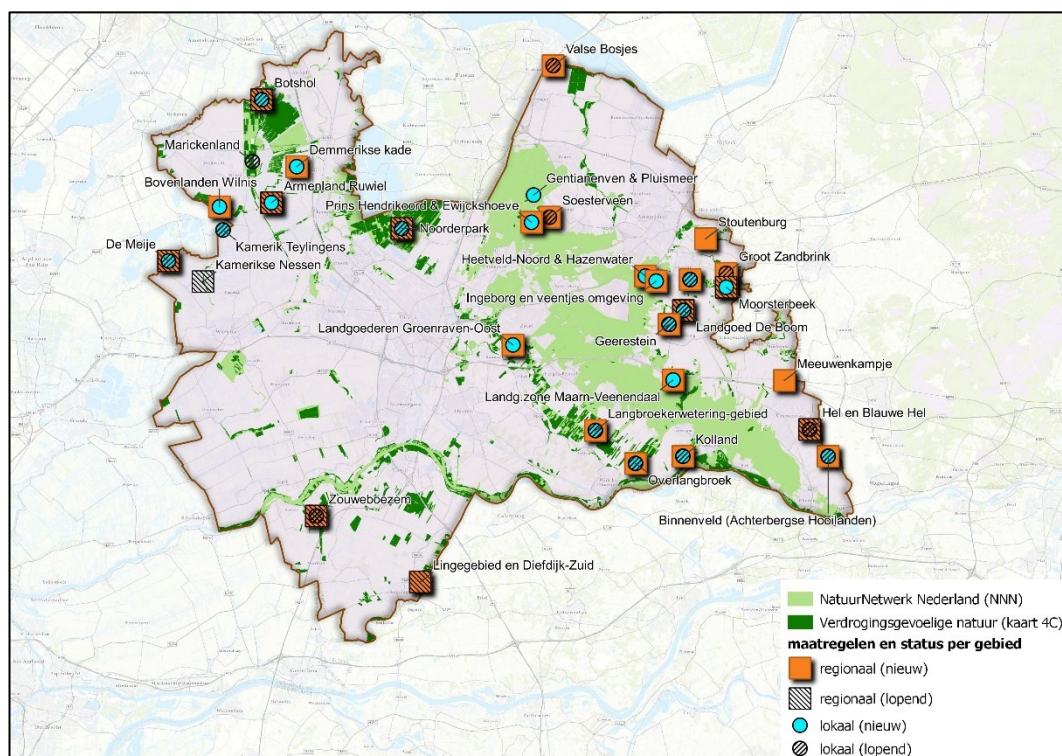 Valse Bosjes
Botshol
Marickenland
Demmerikse kade
Bovenlanden Wilnis
Armenland Ruwiel
Gentianenven & Pluismeer
Prins Hendrikoord & Ewijckshoeve
Soesterveen
Noorderpark
Stoutenburg
Kamerik Teylingens
De Meije
Kamerikse Nessen
Heetveld-Noord & Hazenwater
Groot Zandbrink
Ingeborg en veentjes omgeving
Moorsterbeek
Landgoederen Groenraven-Oost
Landgoed De Boom
Geerestein
Meeuwenkampje
Landg.zone Maarn-Veenendaal
Langbroekerwetering-gebied
Hel en Blauwe Hel
Kolland
Overlangbroek
Zouweboezem
Binnenveld (Achterbergse Hooilanden)
Lingegebied en Diefdijk-Zuid
NatuurNetwerk Nederland (NNN)
Verdrogingsgevoelige natuur (kaart 4C)
maatregelen en status per gebied
regionaal (nieuw)
regionaal (lopend)
lokaal (nieuw)
lokaal (lopend)